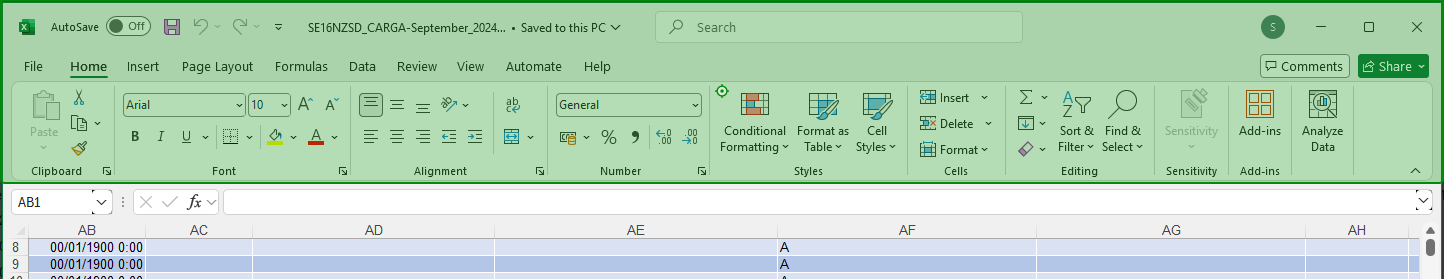 AutoSave Off SE16NZSD_CARGA-September_2024... • Saved to this PC Search S
File Home Insert Page Layout Formulas Data Review View Automate Help Comments Share
Paste Arial 10 A A ab General Conditional Formatting Format as Table Cell Styles Insert Delete Format Sort & Filter Find & Select Sensitivity Add-ins Analyze Data
B I U A % ,
Clipboard Font Alignment Number Styles Cells Editing Sensitivity Add-ins
AB1 fx
AB AC AD AE AF AG AH
8 00/01/1900 0:00 A
9 00/01/1900 0:00 A